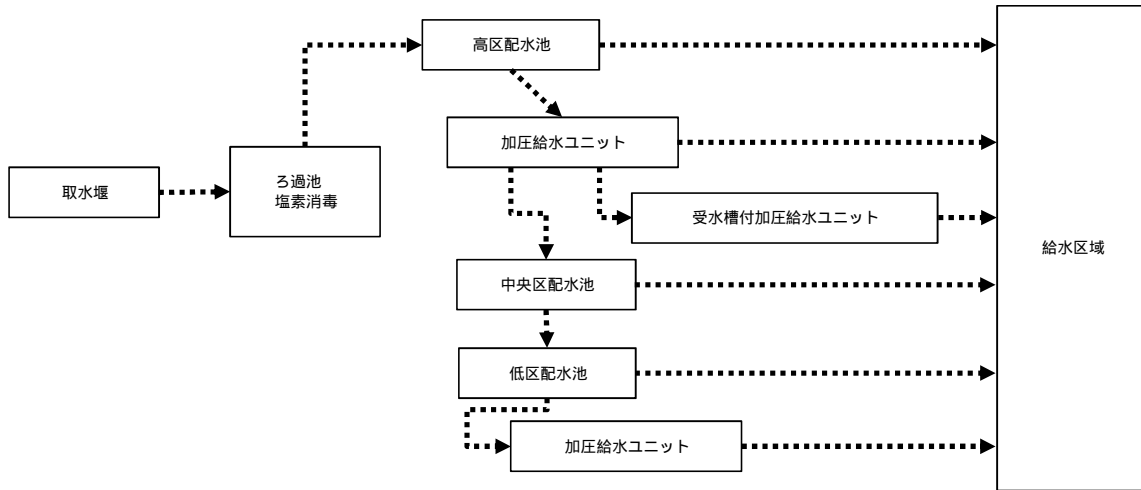 高区配水池
加圧給水ユニット
取水堰
ろ過池
塩素消毒
受水槽付加圧給水ユニット
給水区域
中央区配水池
低区配水池
加圧給水ユニット